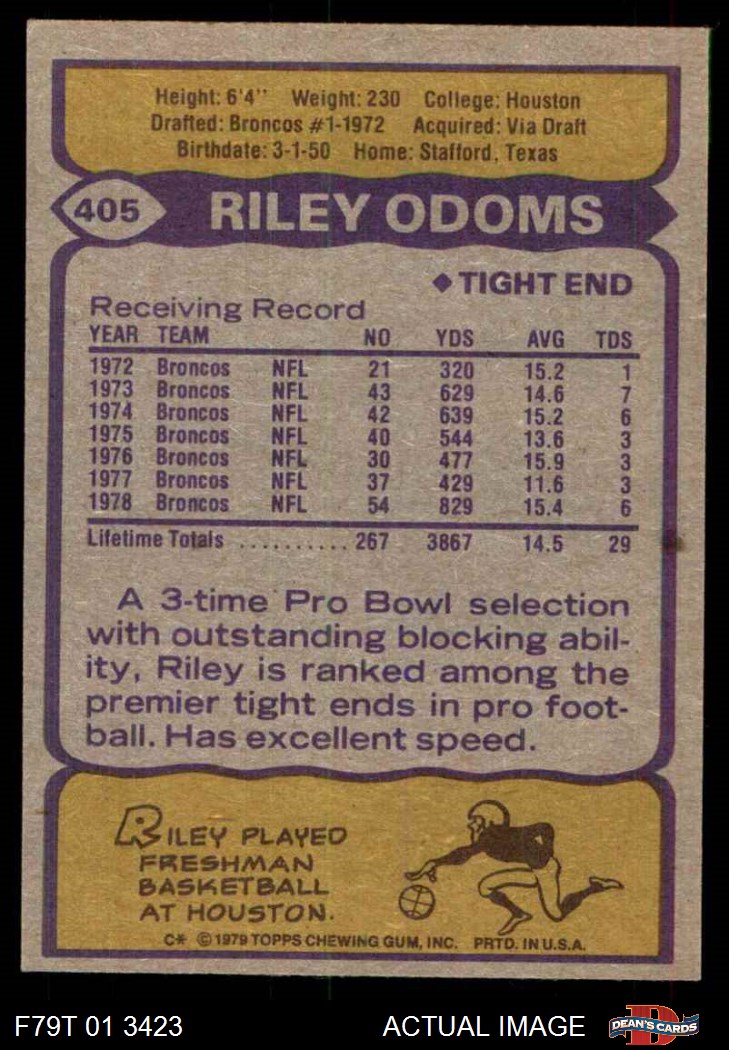 Height: 6'4" Weight: 230 College: Houston
Drafted: Broncos #1-1972 Acquired: Via Draft
Birthdate: 3-1-50 Home: Stafford, Texas
405 RILEY ODOMS
◆ TIGHT END
Receiving Record
YEAR TEAM NO YDS AVG TDS
1972 Broncos NFL 21 320 15.2 1
1973 Broncos NFL 43 629 14.6 7
1974 Broncos NFL 42 639 15.2 6
1975 Broncos NFL 40 544 13.6 3
1976 Broncos NFL 30 477 15.9 3
1977 Broncos NFL 37 429 11.6 3
1978 Broncos NFL 54 829 15.4 6
Lifetime Totals .......... 267 3867 14.5 29
A 3-time Pro Bowl selection
with outstanding blocking abil-
ity, Riley is ranked among the
premier tight ends in pro foot-
ball. Has excellent speed.
RILEY PLAYED
FRESHMAN
BASKETBALL
AT HOUSTON.
C* © 1979 TOPPS CHEWING GUM, INC. PRTD. IN U.S.A.
F79T 01 3423 ACTUAL IMAGE D DEAN'S CARDS